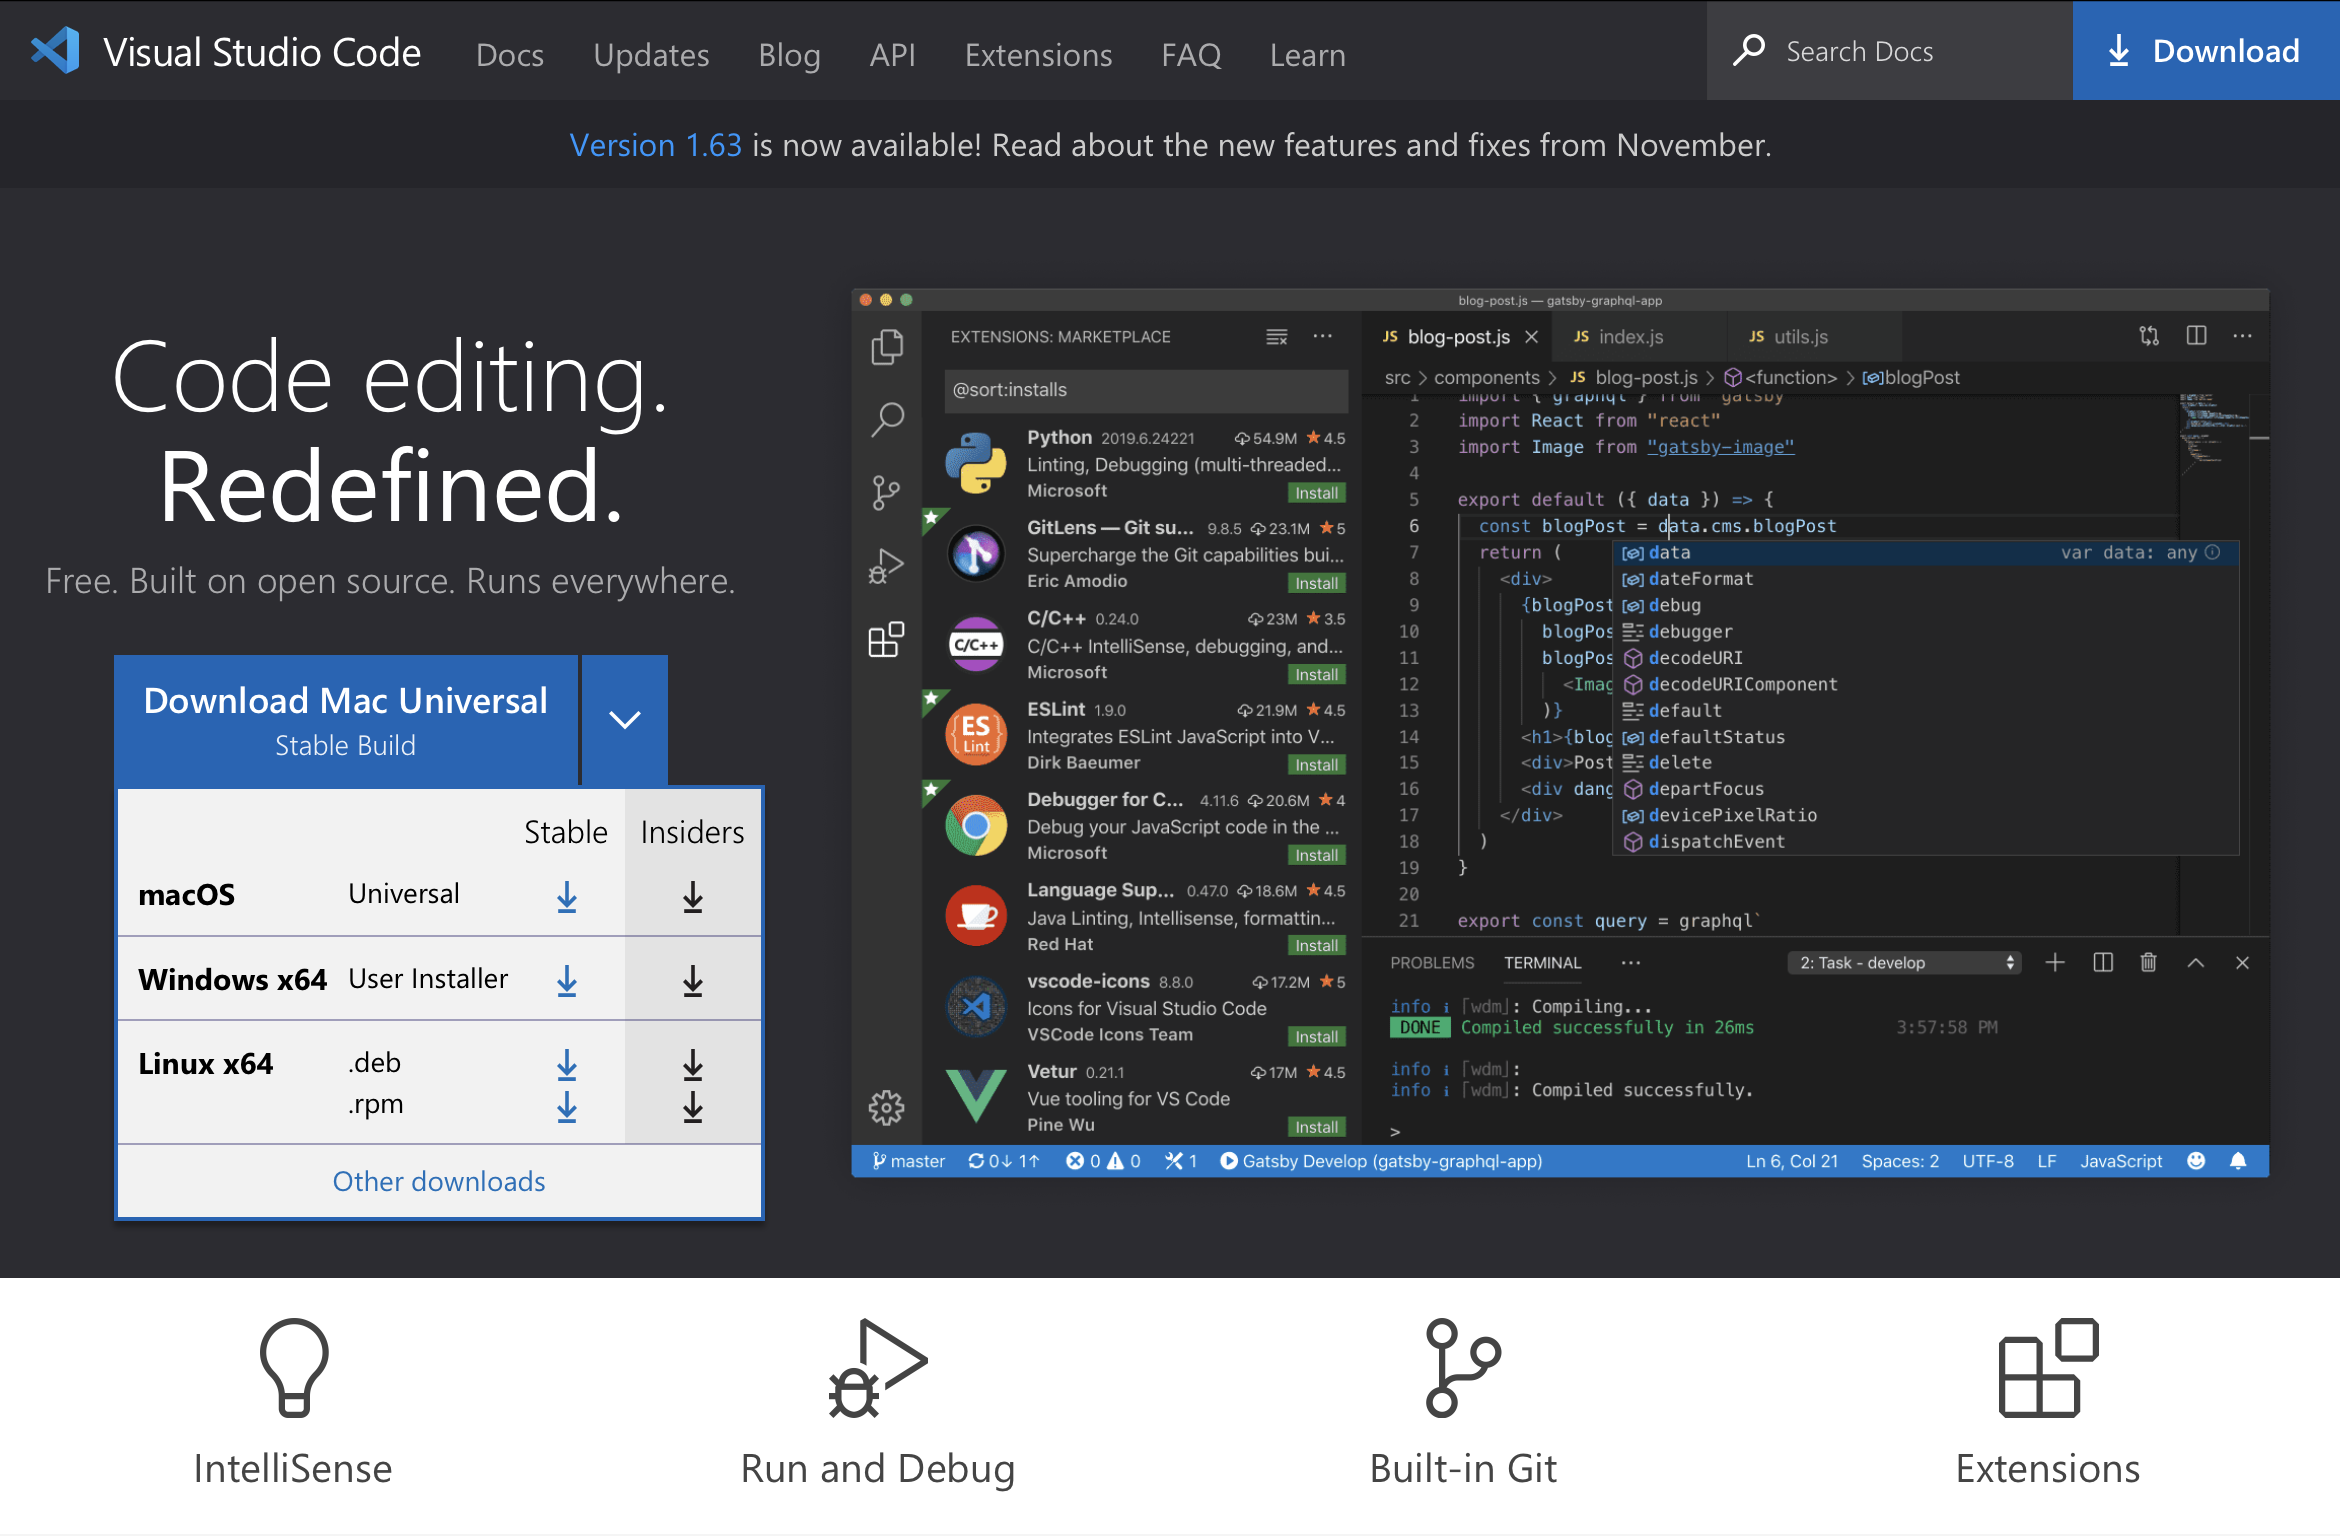 Visual Studio Code Docs Updates Blog API Extensions FAQ Learn Search Docs Download
Version 1.63 is now available! Read about the new features and fixes from November.
Code editing.
Redefined.
Free. Built on open source. Runs everywhere.
Download Mac Universal
Stable Build
Stable Insiders
macOS Universal
Windows x64 User Installer
Linux x64 .deb
.rpm
Other downloads
blog-post.js — gatsby-graphql-app
EXTENSIONS: MARKETPLACE
@sort:installs
Python 2019.6.24221 54.9M 4.5
Linting, Debugging (multi-threaded...
Microsoft Install
GitLens — Git su... 9.8.5 23.1M 5
Supercharge the Git capabilities bui...
Eric Amodio Install
C/C++
C/C++ 0.24.0 23M 3.5
C/C++ IntelliSense, debugging, and...
Microsoft Install
ES
Lint
ESLint 1.9.0 21.9M 4.5
Integrates ESLint JavaScript into V...
Dirk Baeumer Install
Debugger for C... 4.11.6 20.6M 4
Debug your JavaScript code in the ...
Microsoft Install
Language Sup... 0.47.0 18.6M 4.5
Java Linting, Intellisense, formattin...
Red Hat Install
vscode-icons 8.8.0 17.2M 5
Icons for Visual Studio Code
VSCode Icons Team Install
Vetur 0.21.1 17M 4.5
Vue tooling for VS Code
Pine Wu Install
JS blog-post.js JS index.js JS utils.js
src > components > JS blog-post.js > <function> > blogPost
1 import { graphql } from "gatsby
2 import React from "react"
3 import Image from "gatsby-image"
4
5 export default ({ data }) => {
6 const blogPost = data.cms.blogPost
7 return (
8 <div>
9 {blogPost
10 blogPos
11 blogPos
12 <Imag
13 )}
14 <h1>{blog
15 <div>Post
16 <div dang
17 </div>
18 )
19 }
20
21 export const query = graphql`
data var data: any
dateFormat
debug
debugger
decodeURI
decodeURIComponent
default
defaultStatus
delete
departFocus
devicePixelRatio
dispatchEvent
PROBLEMS TERMINAL ... 2: Task - develop
info i ｢wdm｣: Compiling...
DONE Compiled successfully in 26ms 3:57:58 PM
info i ｢wdm｣:
info i ｢wdm｣: Compiled successfully.
>
master 0↓ 1↑ 0 0 1 Gatsby Develop (gatsby-graphql-app) Ln 6, Col 21 Spaces: 2 UTF-8 LF JavaScript
IntelliSense Run and Debug Built-in Git Extensions